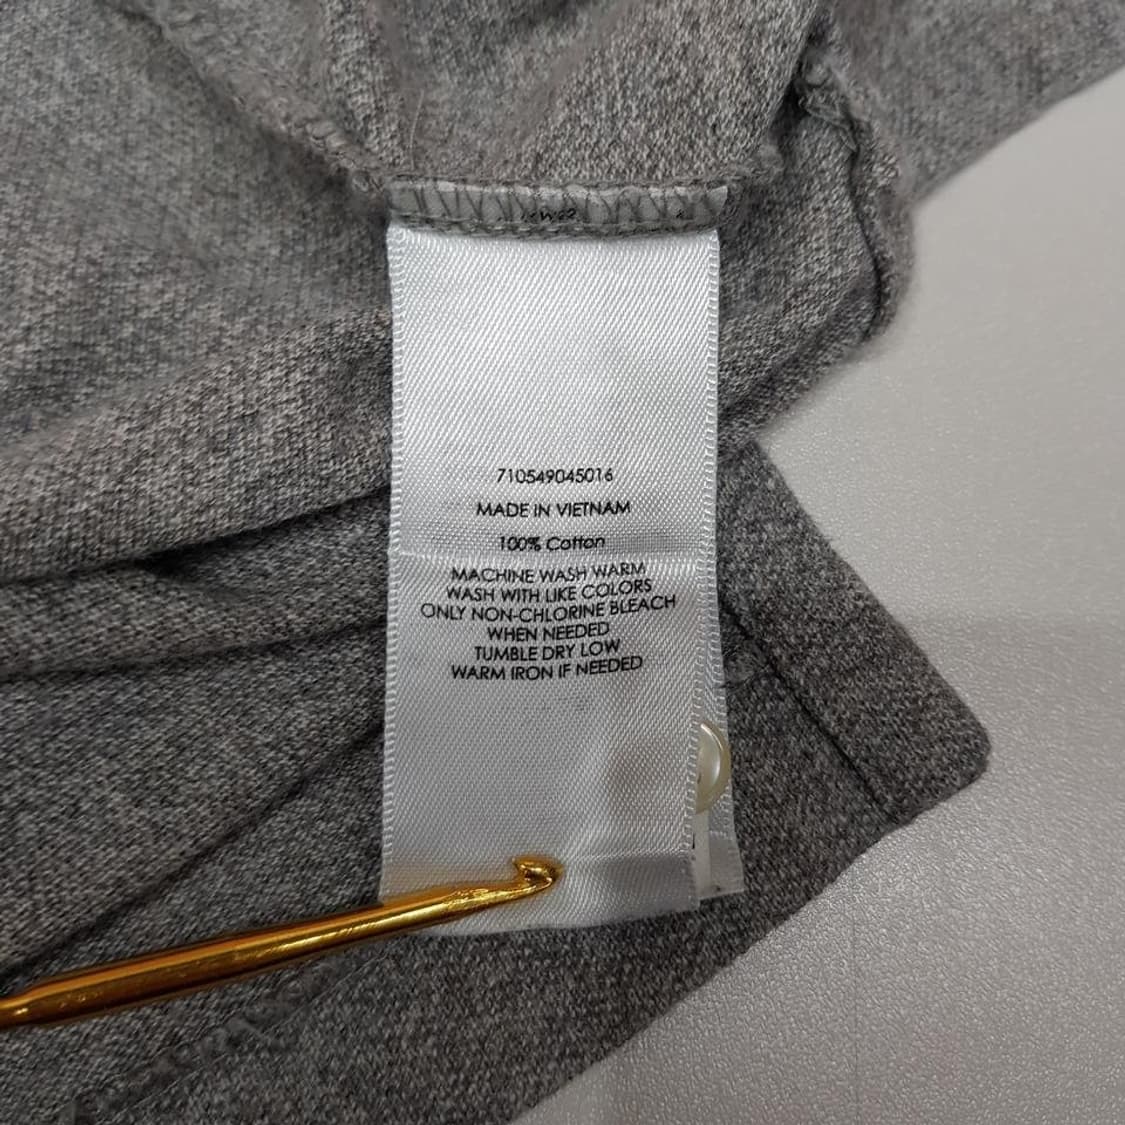 710549045016
MADE IN VIETNAM
100% Cotton
MACHINE WASH WARM
WASH WITH LIKE COLORS
ONLY NON-CHLORINE BLEACH
WHEN NEEDED
TUMBLE DRY LOW
WARM IRON IF NEEDED